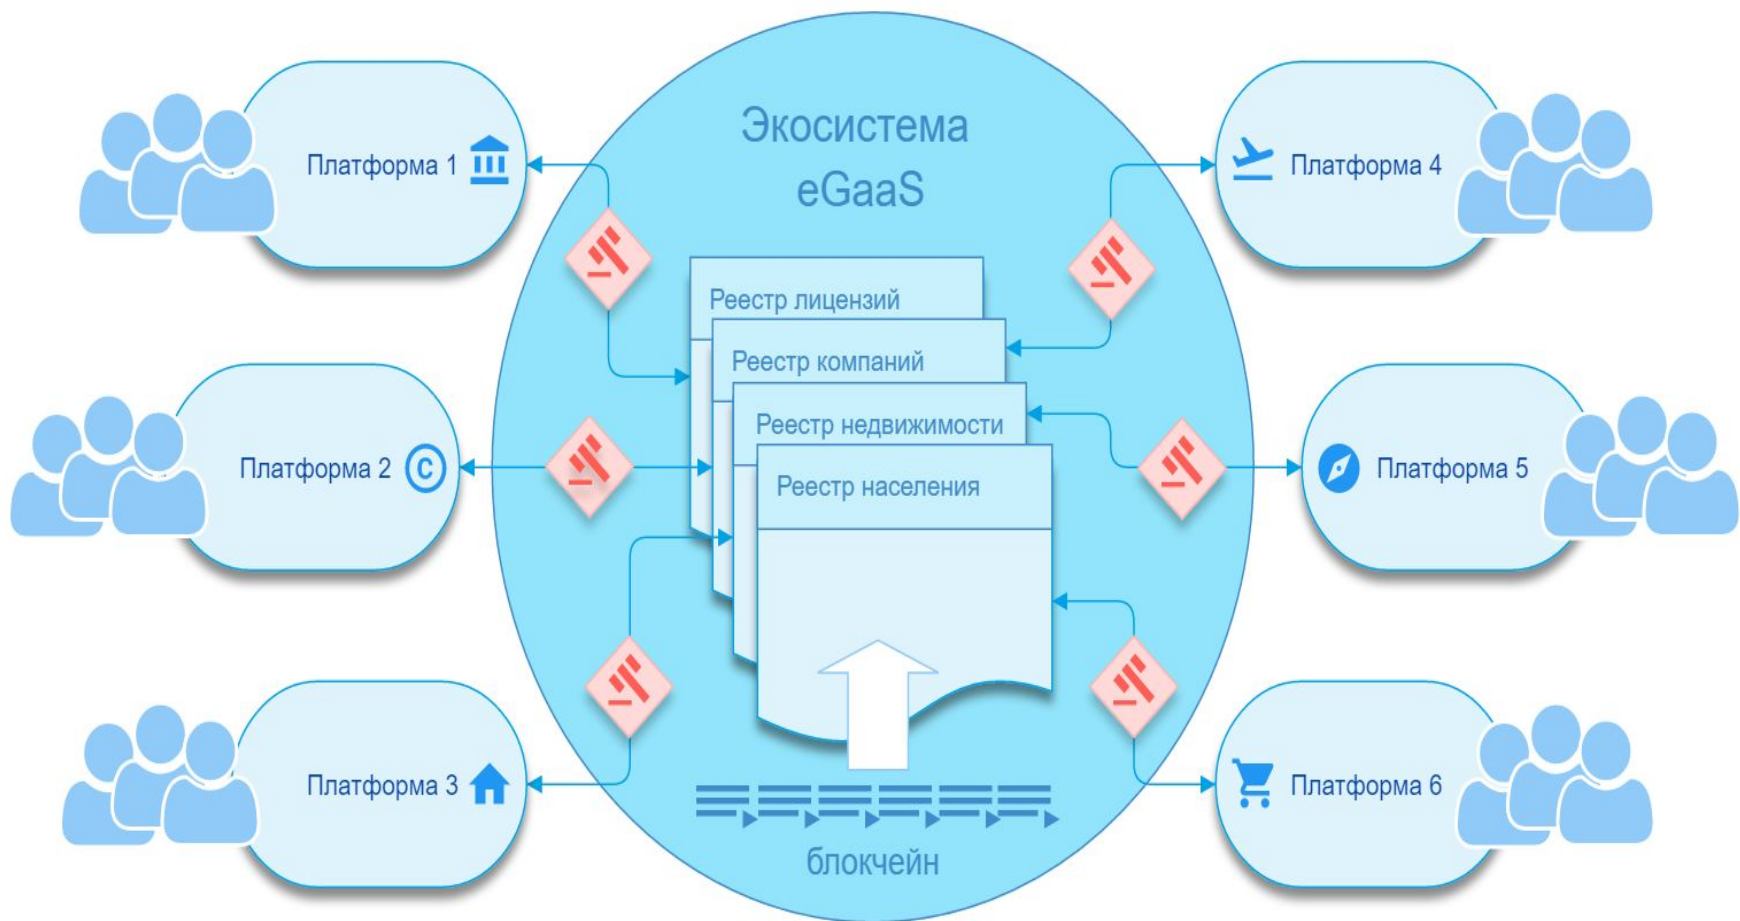 Экосистема
eGaaS
Платформа 1
Платформа 4
Реестр лицензий
Реестр компаний
Реестр недвижимости
Платформа 2
©
Платформа 5
Реестр населения
Платформа 3
Платформа 6
блокчейн